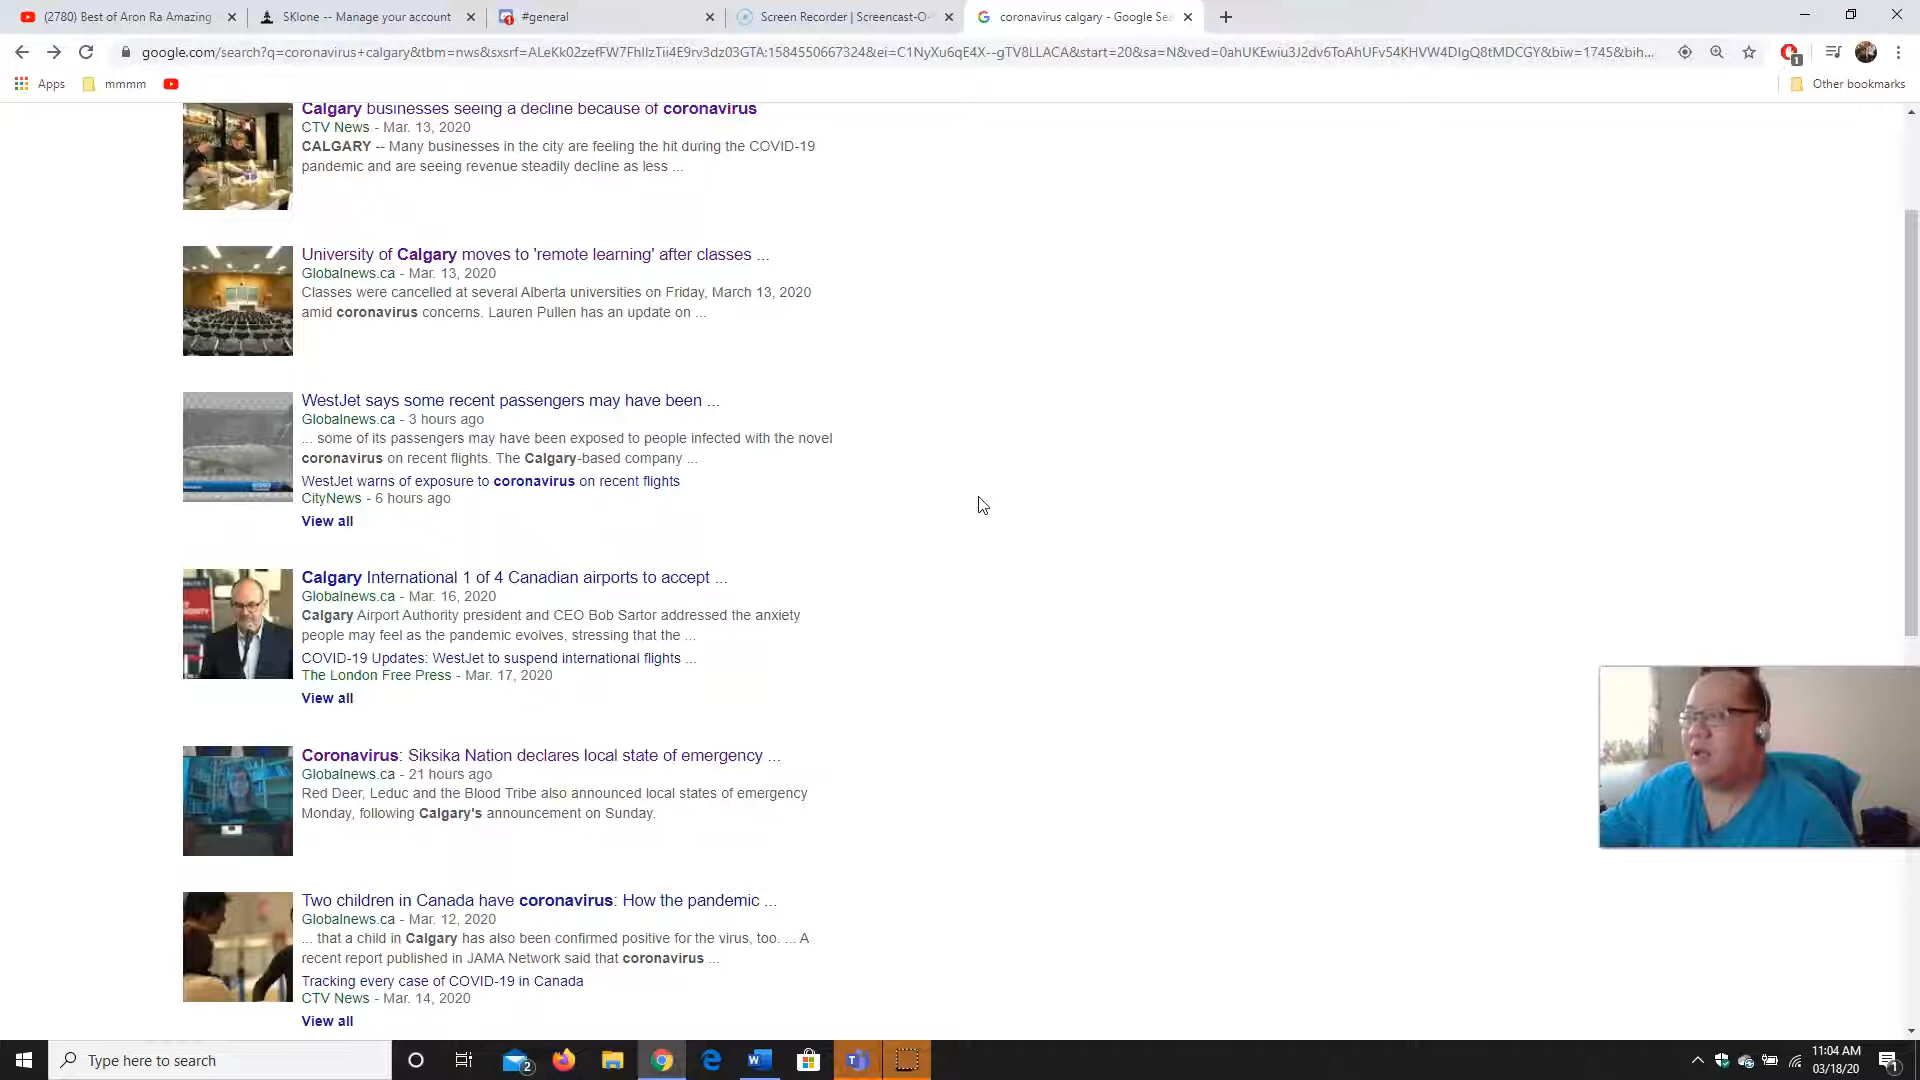 (2780) Best of Aron Ra Amazing
SKlone -- Manage your account
#general
Screen Recorder | Screencast-O-
coronavirus calgary - Google Sea
google.com/search?q=coronavirus+calgary&tbm=nws&sxsrf=ALeKk02zefFW7FhIlzTii4E9rv3dz03GTA:1584550667324&ei=C1NyXu6qE4X--gTV8LLACA&start=20&sa=N&ved=0ahUKEwiu3J2dv6ToAhUFv54KHVW4DIgQ8tMDCGY&biw=1745&bih...
1
Apps
mmmm
Other bookmarks
Calgary businesses seeing a decline because of coronavirus
CTV News - Mar. 13, 2020
CALGARY -- Many businesses in the city are feeling the hit during the COVID-19
pandemic and are seeing revenue steadily decline as less ...
University of Calgary moves to 'remote learning' after classes ...
Globalnews.ca - Mar. 13, 2020
Classes were cancelled at several Alberta universities on Friday, March 13, 2020
amid coronavirus concerns. Lauren Pullen has an update on ...
WestJet says some recent passengers may have been ...
Globalnews.ca - 3 hours ago
... some of its passengers may have been exposed to people infected with the novel
coronavirus on recent flights. The Calgary-based company ...
WestJet warns of exposure to coronavirus on recent flights
CityNews - 6 hours ago
View all
Calgary International 1 of 4 Canadian airports to accept ...
Globalnews.ca - Mar. 16, 2020
Calgary Airport Authority president and CEO Bob Sartor addressed the anxiety
people may feel as the pandemic evolves, stressing that the ...
COVID-19 Updates: WestJet to suspend international flights ...
The London Free Press - Mar. 17, 2020
View all
Coronavirus: Siksika Nation declares local state of emergency ...
Globalnews.ca - 21 hours ago
Red Deer, Leduc and the Blood Tribe also announced local states of emergency
Monday, following Calgary's announcement on Sunday.
Two children in Canada have coronavirus: How the pandemic ...
Globalnews.ca - Mar. 12, 2020
... that a child in Calgary has also been confirmed positive for the virus, too. ... A
recent report published in JAMA Network said that coronavirus ...
Tracking every case of COVID-19 in Canada
CTV News - Mar. 14, 2020
View all
Type here to search
2
11:04 AM
03/18/20
1